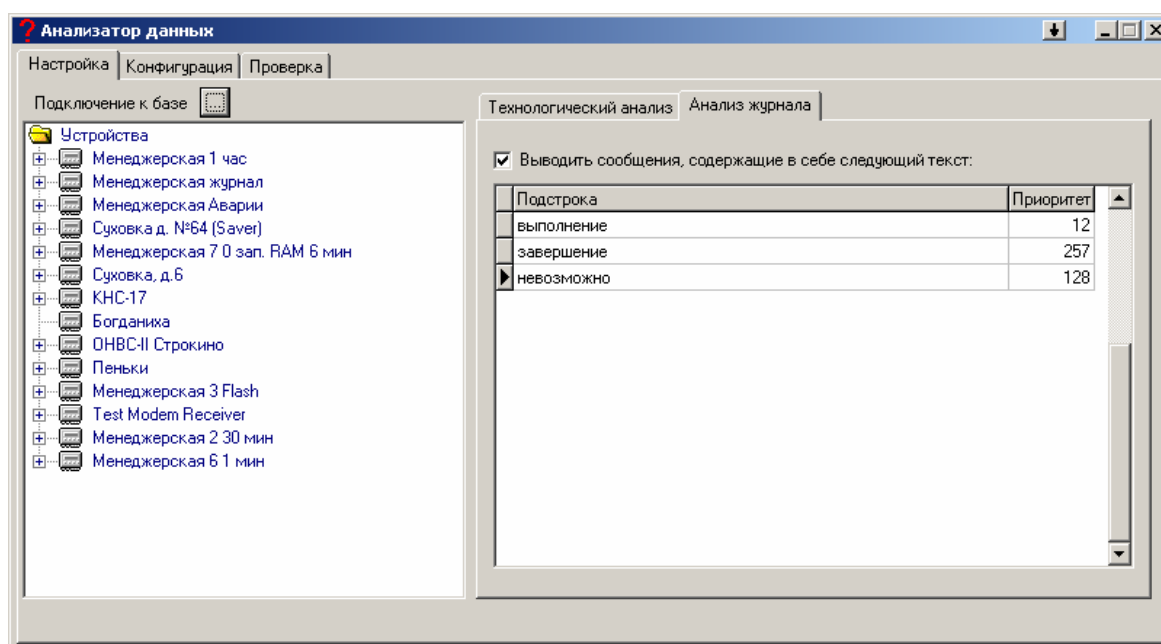 Анализатор данных
Настройка Конфигурация Проверка
Подключение к базе ...
Устройства
Менеджерская 1 час
Менеджерская журнал
Менеджерская Аварии
Суховка д. №64 (Saver)
Менеджерская 7 0 зап. RAM 6 мин
Суховка, д.6
КНС-17
Богданиха
ОНВС-II Строкино
Пеньки
Менеджерская 3 Flash
Test Modem Receiver
Менеджерская 2 30 мин
Менеджерская 6 1 мин
Технологический анализ Анализ журнала
Выводить сообщения, содержащие в себе следующий текст:
Подстрока Приоритет
выполнение 12
завершение 257
невозможно 128